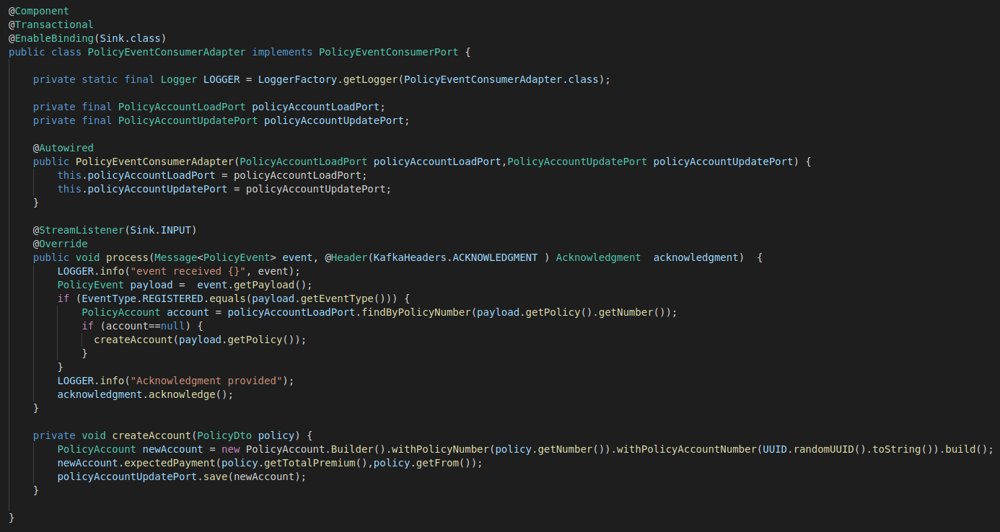 @Component
@Transactional
@EnableBinding(Sink.class)
public class PolicyEventConsumerAdapter implements PolicyEventConsumerPort {
private static final Logger LOGGER = LoggerFactory.getLogger(PolicyEventConsumerAdapter.class);
private final PolicyAccountLoadPort policyAccountLoadPort;
private final PolicyAccountUpdatePort policyAccountUpdatePort;
@Autowired
public PolicyEventConsumerAdapter(PolicyAccountLoadPort policyAccountLoadPort,PolicyAccountUpdatePort policyAccountUpdatePort) {
this.policyAccountLoadPort = policyAccountLoadPort;
this.policyAccountUpdatePort = policyAccountUpdatePort;
}
@StreamListener(Sink.INPUT)
@Override
public void process(Message<PolicyEvent> event, @Header(KafkaHeaders.ACKNOWLEDGMENT ) Acknowledgment  acknowledgment)  {
LOGGER.info("event received {}", event);
PolicyEvent payload =  event.getPayload();
if (EventType.REGISTERED.equals(payload.getEventType())) {
PolicyAccount account = policyAccountLoadPort.findByPolicyNumber(payload.getPolicy().getNumber());
if (account==null) {
createAccount(payload.getPolicy());
}
}
LOGGER.info("Acknowledgment provided");
acknowledgment.acknowledge();
}
private void createAccount(PolicyDto policy) {
PolicyAccount newAccount = new PolicyAccount.Builder().withPolicyNumber(policy.getNumber()).withPolicyAccountNumber(UUID.randomUUID().toString()).build();
newAccount.expectedPayment(policy.getTotalPremium(),policy.getFrom());
policyAccountUpdatePort.save(newAccount);
}
}